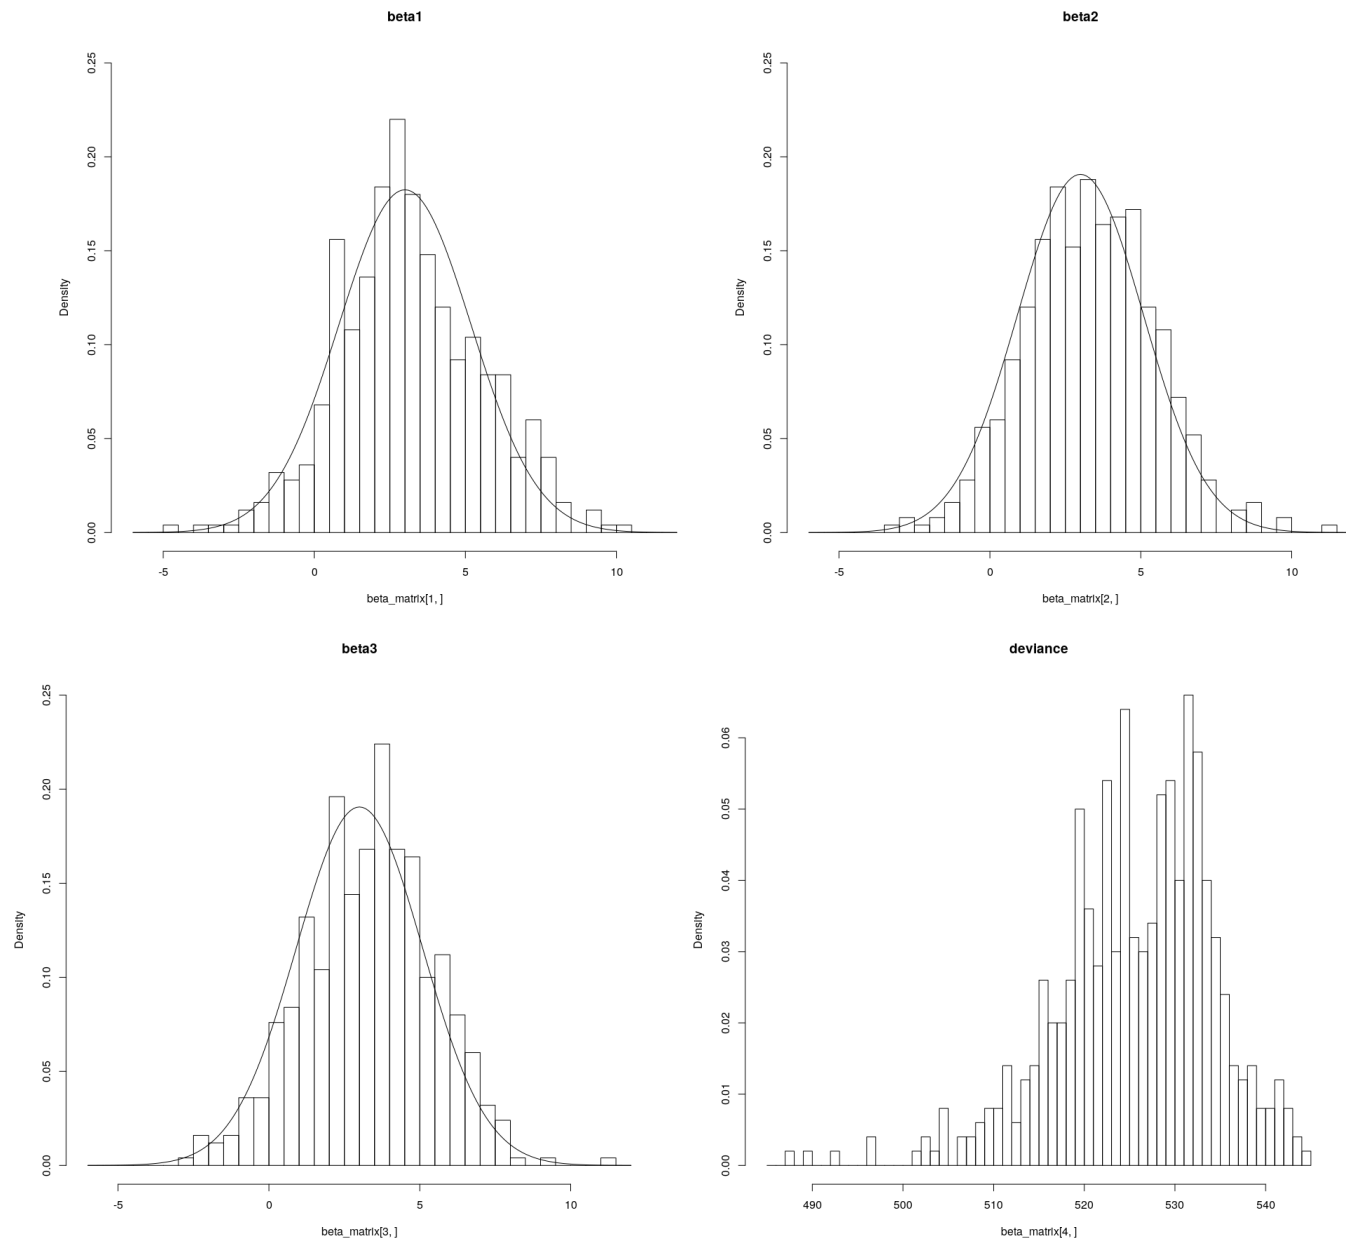 beta1
0.25
0.20
0.15
0.10
0.05
0.00
Density
-5 0 5 10
beta_matrix[1, ]
beta2
0.25
0.20
0.15
0.10
0.05
0.00
Density
-5 0 5 10
beta_matrix[2, ]
beta3
0.25
0.20
0.15
0.10
0.05
0.00
Density
-5 0 5 10
beta_matrix[3, ]
deviance
0.06
0.05
0.04
0.03
0.02
0.01
0.00
Density
490 500 510 520 530 540
beta_matrix[4, ]